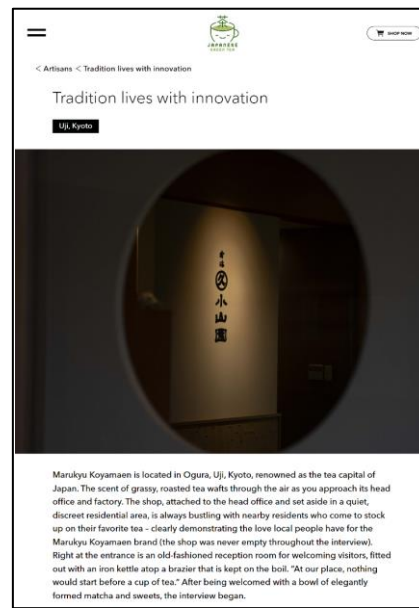 JAPANESE
GREEN TEA
SHOP NOW
< Artisans < Tradition lives with innovation
Tradition lives with innovation
Uji, Kyoto
小山園
Marukyu Koyamaen is located in Ogura, Uji, Kyoto, renowned as the tea capital of
Japan. The scent of grassy, roasted tea wafts through the air as you approach its head
office and factory. The shop, attached to the head office and set aside in a quiet,
discreet residential area, is always bustling with nearby residents who come to stock
up on their favorite tea – clearly demonstrating the love local people have for the
Marukyu Koyamaen brand (the shop was never empty throughout the interview).
Right at the entrance is an old-fashioned reception room for welcoming visitors, fitted
out with an iron kettle atop a brazier that is kept on the boil. "At our place, nothing
would start before a cup of tea." After being welcomed with a bowl of elegantly
formed matcha and sweets, the interview began.